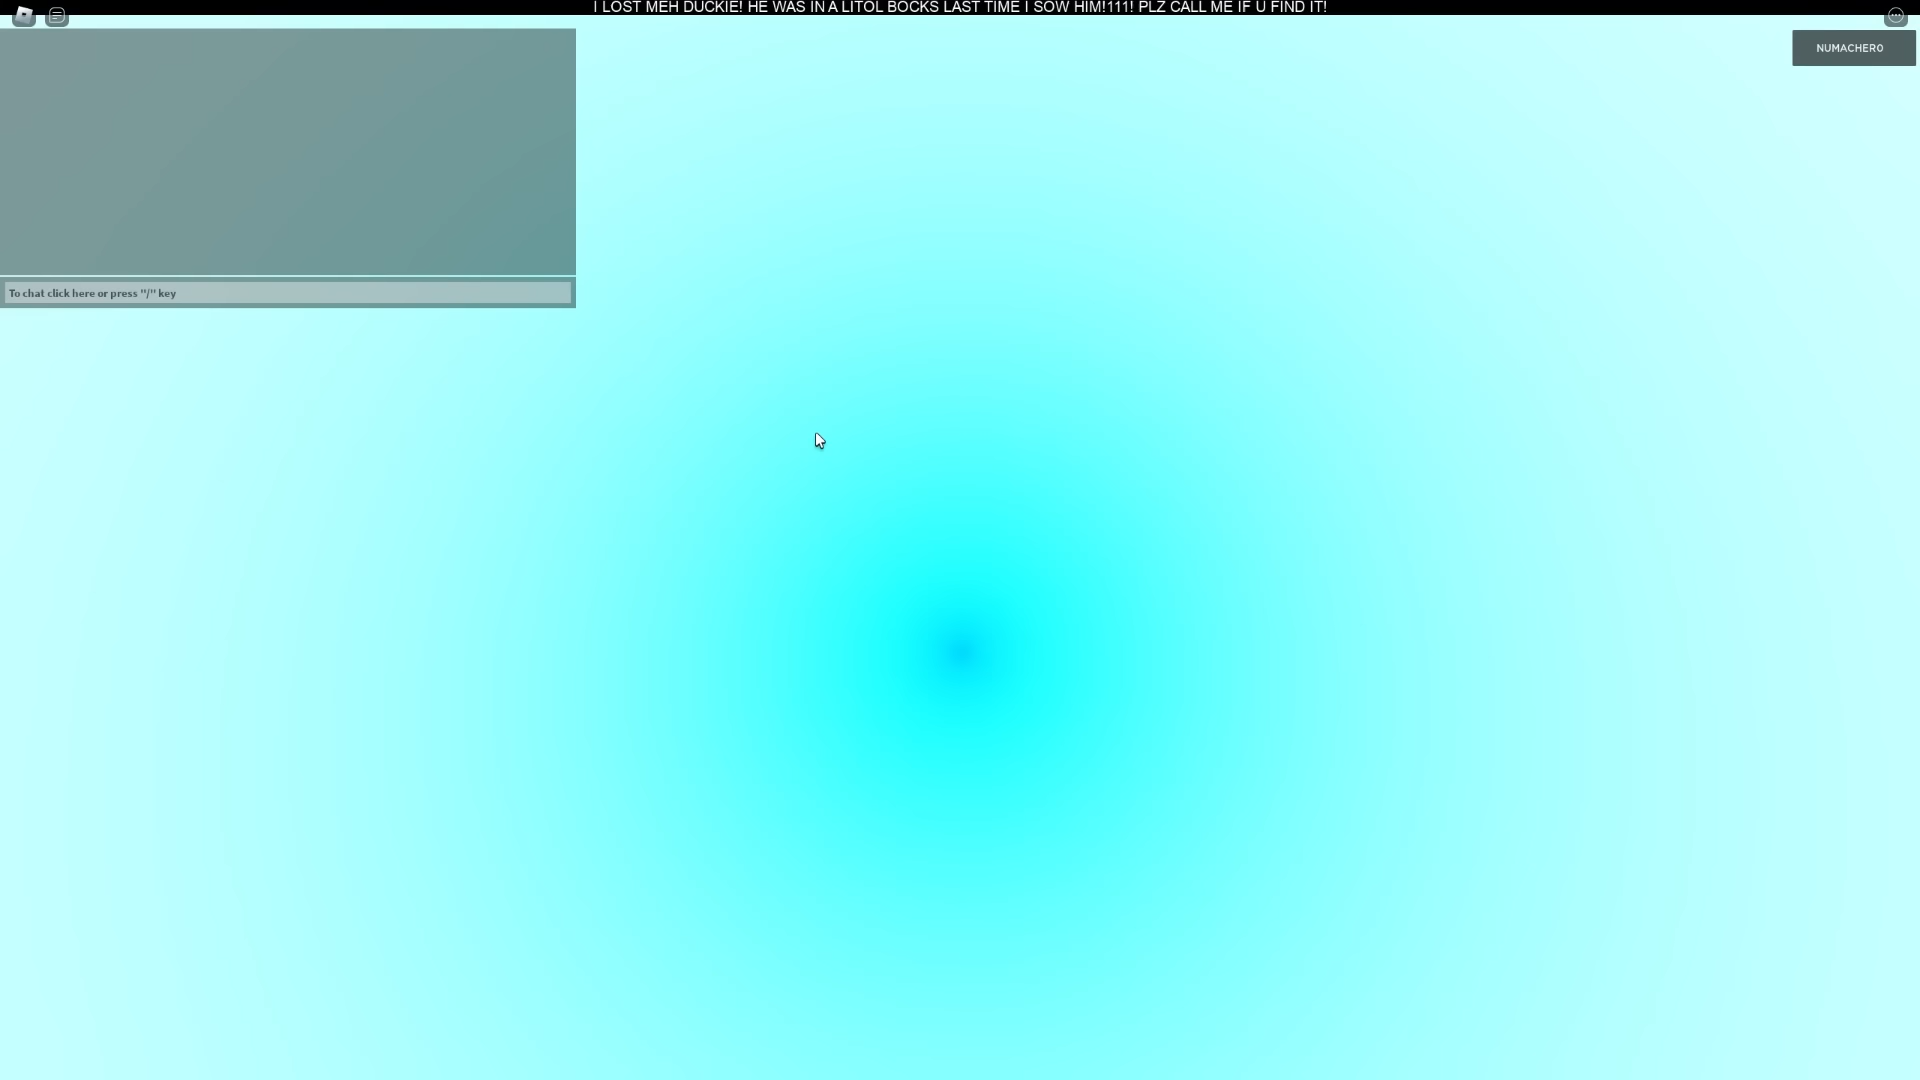 I LOST MEH DUCKIE! HE WAS IN A LITOL BOCKS LAST TIME I SOW HIM!111! PLZ CALL ME IF U FIND IT!
NUMACHER0
To chat click here or press "/" key